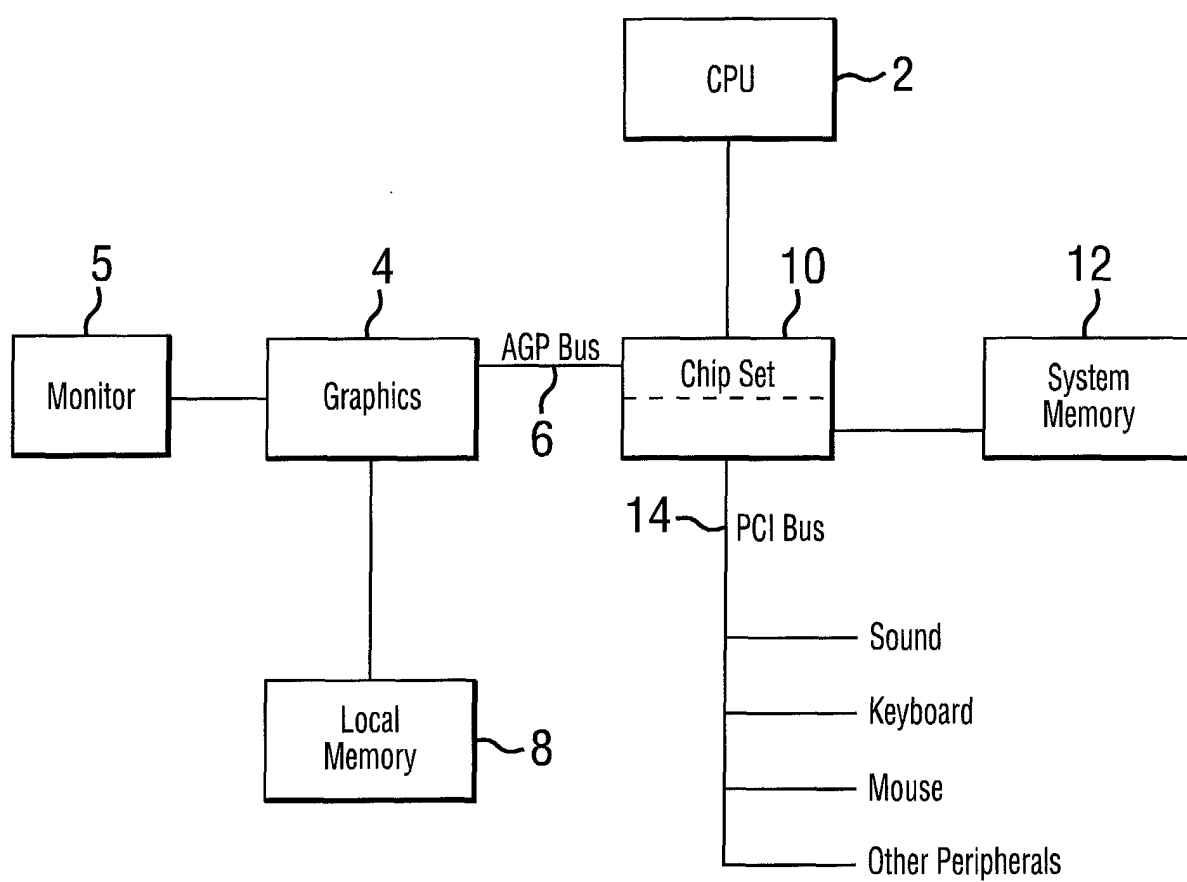 CPU
2
5
4
10
12
Monitor
Graphics
AGP Bus
6
Chip Set
System
Memory
14
PCI Bus
Sound
Keyboard
Mouse
Other Peripherals
Local
Memory
8